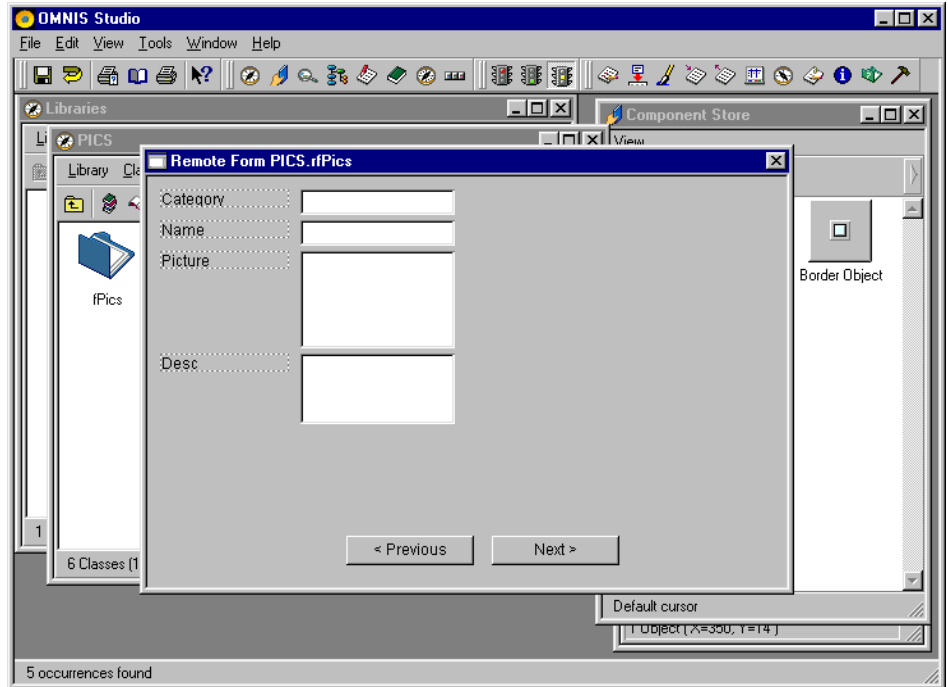 OMNIS Studio
File Edit View Tools Window Help
Libraries
Component Store
Li
PICS
View
Library Cla
Remote Form PICS.rfPics
Category
Name
Picture
Desc
fPics
Border Object
< Previous
Next >
1
6 Classes (1
Default cursor
1 Object ( X=350, Y=14 )
5 occurrences found